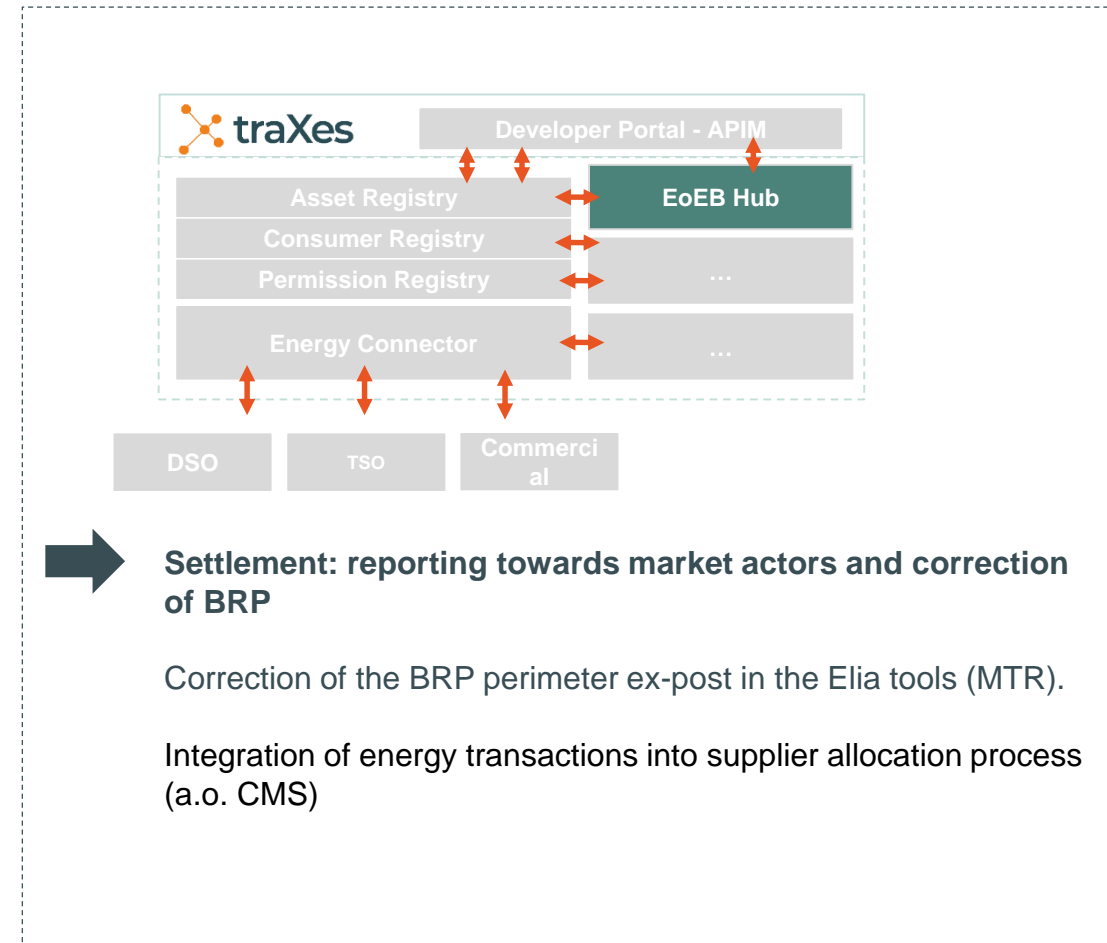 traXes
Developer Portal - APIM
Asset Registry
EoEB Hub
Consumer Registry
Permission Registry
…
Energy Connector
…
DSO
TSO
Commerci
al
Settlement: reporting towards market actors and correction
of BRP
Correction of the BRP perimeter ex-post in the Elia tools (MTR).
Integration of energy transactions into supplier allocation process
(a.o. CMS)